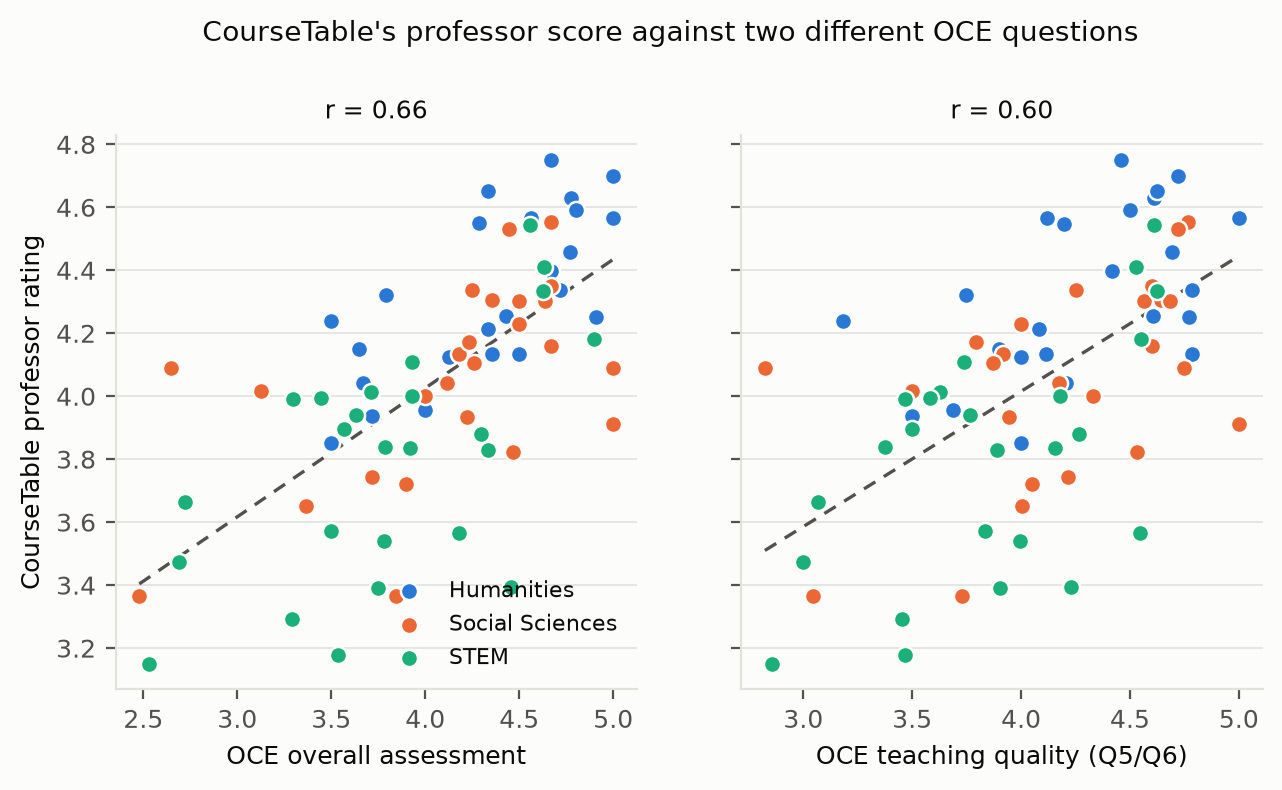 CourseTable's professor score against two different OCE questions
r = 0.66
r = 0.60
4.8
4.6
4.4
4.2
4.0
3.8
3.6
3.4
3.2
CourseTable professor rating
Humanities
Social Sciences
STEM
2.5 3.0 3.5 4.0 4.5 5.0
3.0 3.5 4.0 4.5 5.0
OCE overall assessment
OCE teaching quality (Q5/Q6)